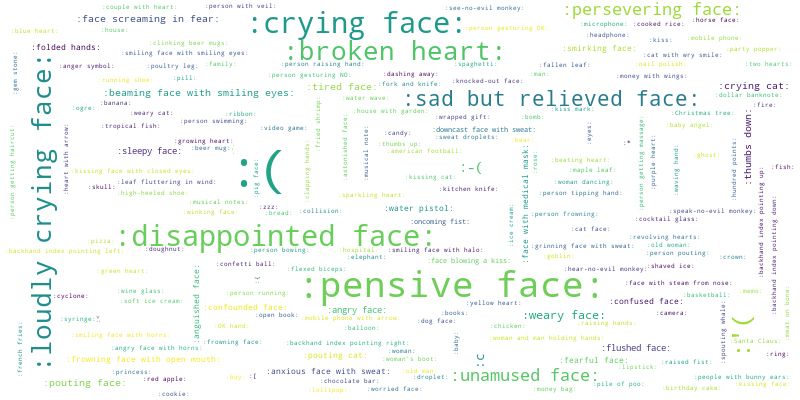 :couple with heart:
:person with veil:
:see-no-evil monkey:
:persevering face:
:face screaming in fear:
:crying face:
:microphone:
:cooked rice:
:horse face:
:blue heart:
:house:
:person gesturing OK:
:headphone:
:kiss:
:mobile phone:
:folded hands:
:clinking beer mugs:
:broken heart:
:smirking face:
:party popper:
:smiling face with smiling eyes:
:cat with wry smile:
:anger symbol:
:poultry leg:
:family:
:person raising hand:
:spaghetti:
:fallen leaf:
:nail polish:
:two hearts:
:gem stone:
:running shoe:
:pill:
:person gesturing NO:
:dashing away:
:knocked-out face:
:man:
:money with wings:
:tired face:
:fork and knife:
:crying cat:
:beaming face with smiling eyes:
:water wave:
:sad but relieved face:
:dollar banknote:
:banana:
:ogre:
:weary cat:
:ribbon:
:house with garden:
:kiss mark:
:fire:
:tropical fish:
:person swimming:
:video game:
:fried shrimp:
:astonished face:
:wrapped gift:
:bomb:
:Christmas tree:
:thumbs down:
:person getting haircut:
:loudly crying face:
:heart with arrow:
:musical note:
:candy:
:downcast face with sweat:
:sweat droplets:
:eyes:
:person getting massage:
:baby angel:
:growing heart:
:thumbs up:
:*
:sleepy face:
:beer mug:
:american football:
:purple heart:
:waving hand:
:ghost:
:hundred points:
:(
:pig face:
:clapping hands:
:face with medical mask:
:rose:
:beating heart:
:fish:
:kissing face with closed eyes:
:-(
:maple leaf:
:skull:
:leaf fluttering in wind:
:kissing cat:
:woman dancing:
:high-heeled shoe:
:sparkling heart:
:kitchen knife:
:person tipping hand:
:backhand index pointing up:
:musical notes:
:zzz:
:water pistol:
:ice cream:
:winking face:
:bread:
:collision:
:person frowning:
:speak-no-evil monkey:
:oncoming fist:
:cocktail glass:
:disappointed face:
:cat face:
:backhand index pointing down:
:pizza:
:revolving hearts:
:backhand index pointing left:
:doughnut:
:person bowing:
:hospital:
:smiling face with halo:
:grinning face with sweat:
:old woman:
:elephant:
:goblin:
:person pouting:
:crown:
:confetti ball:
:face blowing a kiss:
:green heart:
:flexed biceps:
:hear-no-evil monkey:
:shaved ice:
:cyclone:
:anguished face:
:{
:pensive face:
:face with steam from nose:
:wine glass:
:person running:
:memo:
:soft ice cream:
:basketball:
:yellow heart:
:confused face:
:confounded face:
:angry face:
:books:
:weary face:
:camera:
:spouting whale:
:near on bone:
:syringe:
:open book:
:mobile phone with arrow:
:dog face:
:'(
:OK hand:
:balloon:
:chicken:
:raising hands:
:french fries:
:smiling face with horns:
:baby:
:woman and man holding hands:
:Santa Claus:
:frowning face:
:backhand index pointing right:
:angry face with horns:
:woman:
:flushed face:
:frowning face with open mouth:
:pouting cat:
:woman's boot:
:c
:fearful face:
:raised fist:
:ring:
:princess:
:anxious face with sweat:
:old man:
:lipstick:
:pouting face:
:red apple:
:boy:
:[
:droplet:
:unamused face:
:people with bunny ears:
:chocolate bar:
:pile of poo:
:kissing face:
:cookie:
:lollipop:
:worried face:
:money bag:
:birthday cake: